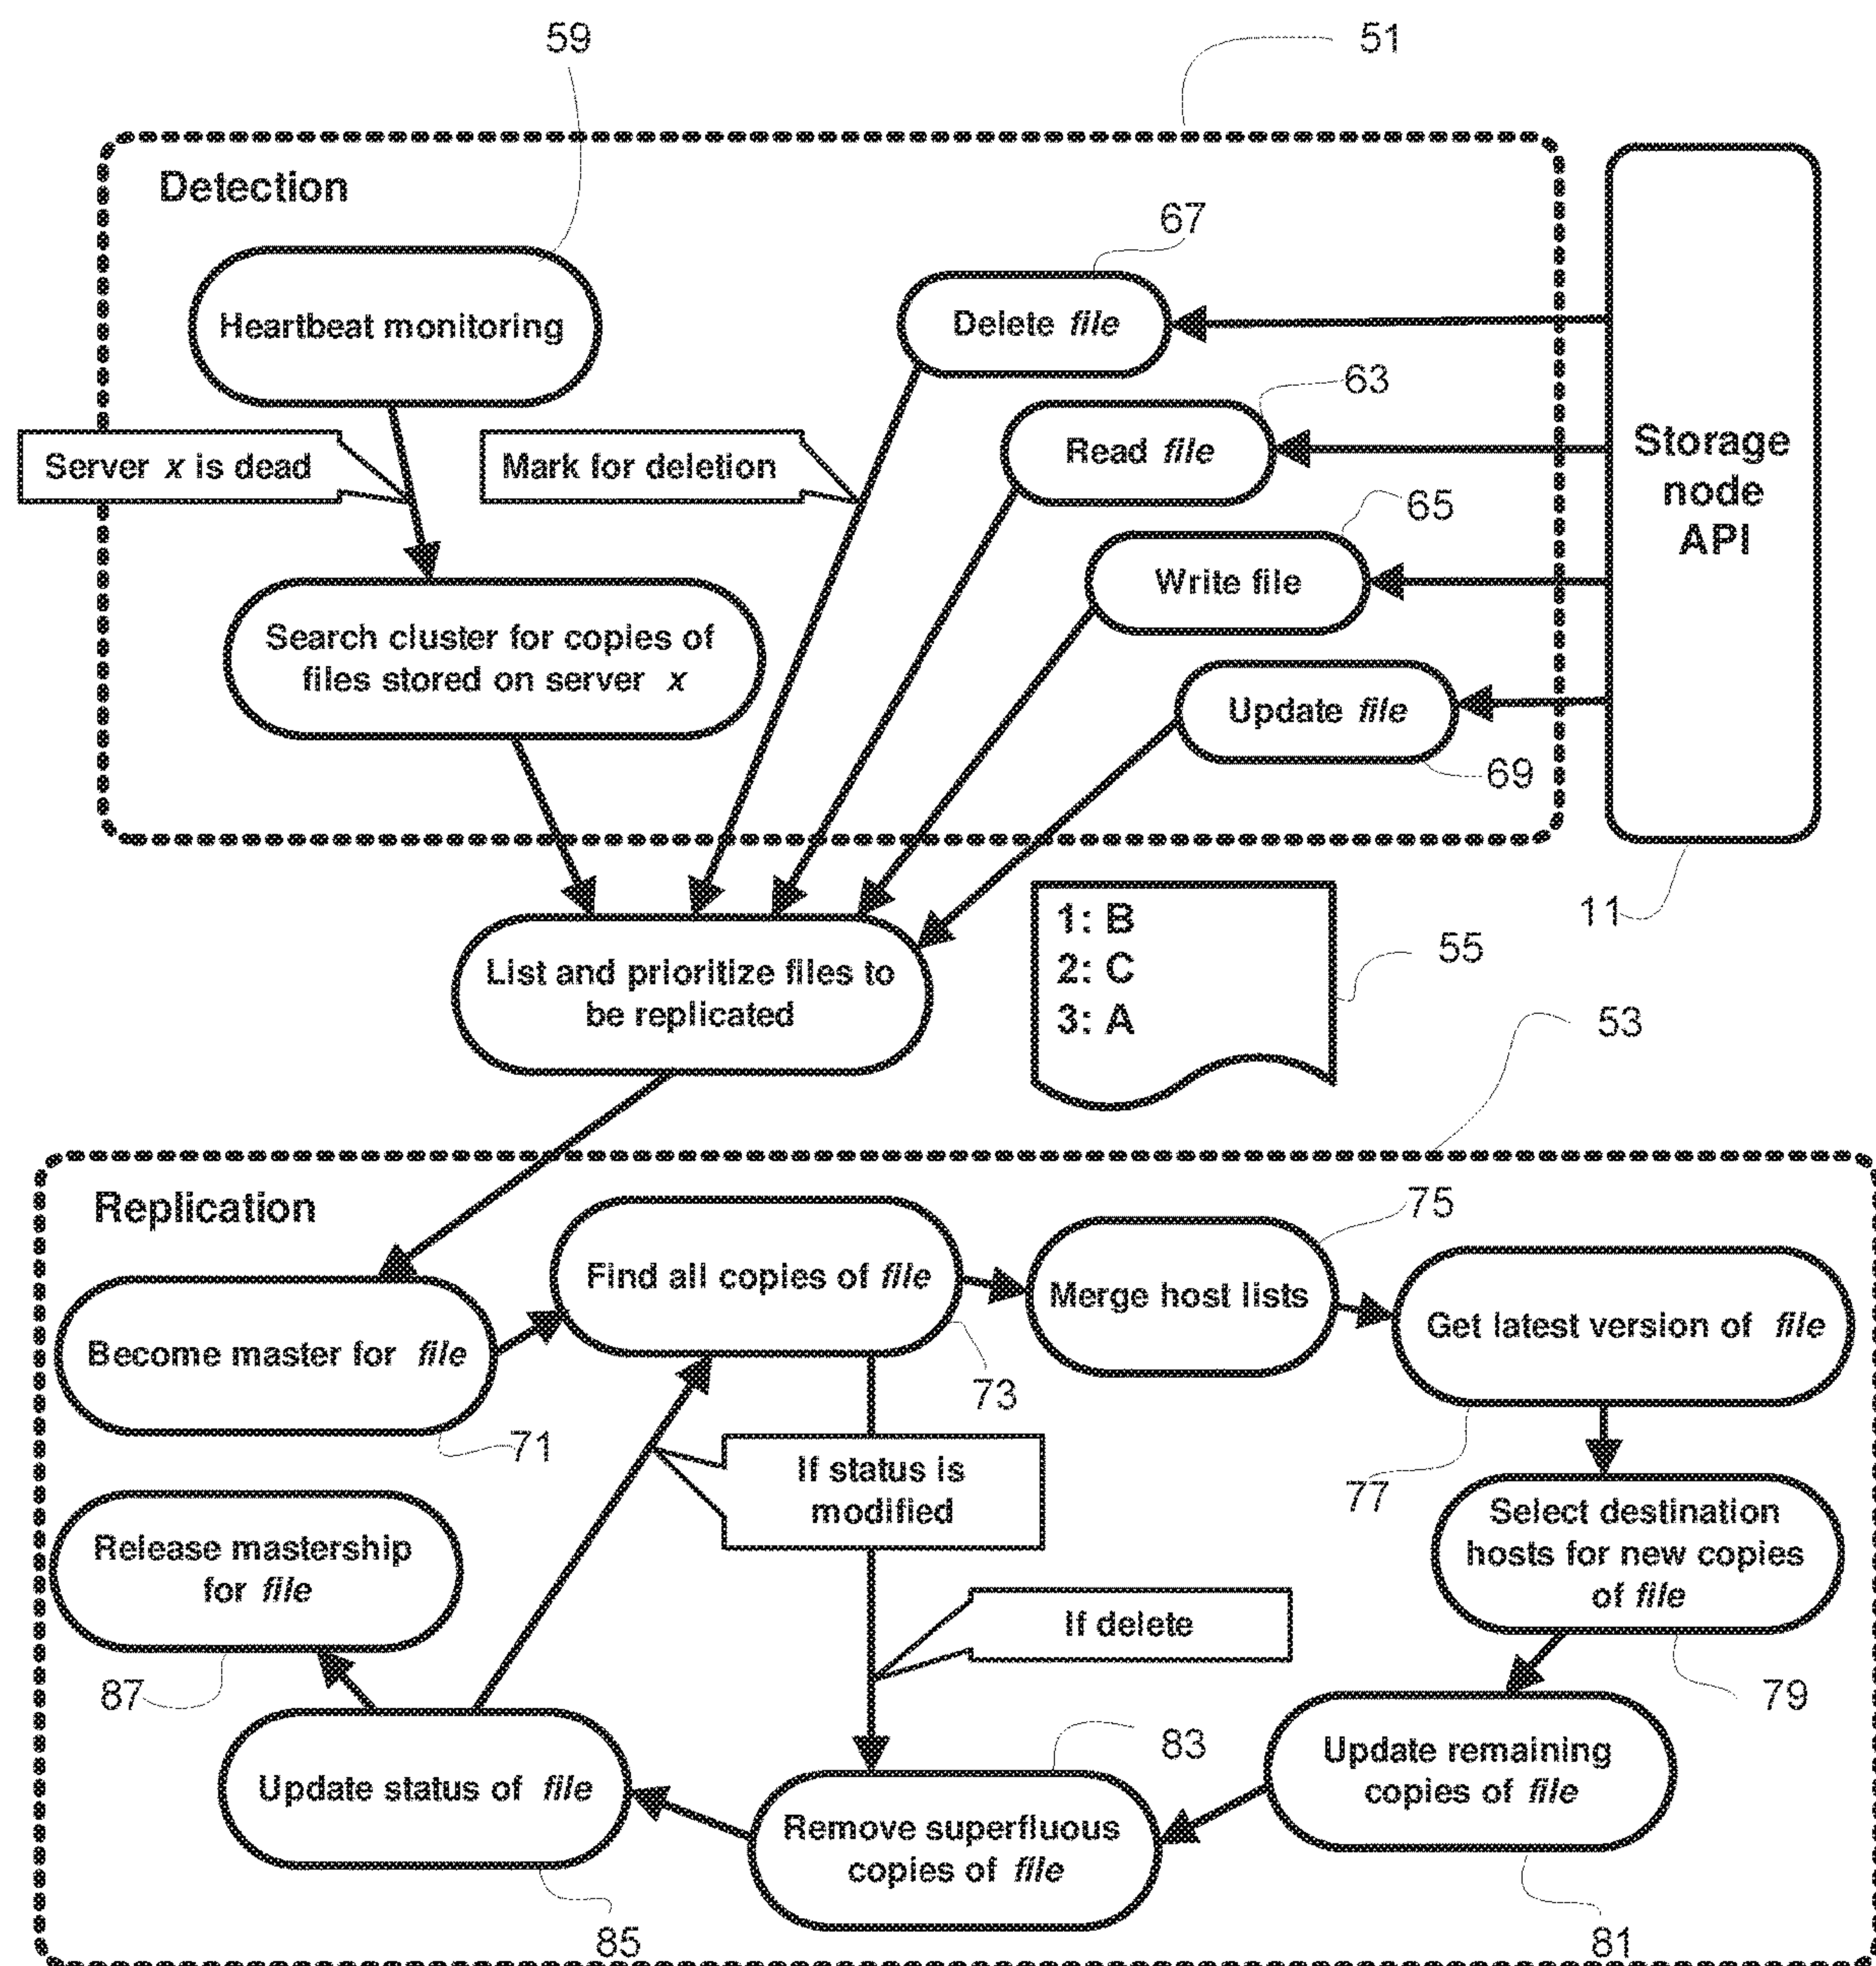 59
51
Detection
67
Heartbeat monitoring
Delete file
63
Server x is dead
Mark for deletion
Read file
Storage
node
API
65
Write file
Search cluster for copies of
files stored on server x
Update file
69
11
1: B
2: C
3: A
55
List and prioritize files to
be replicated
53
Replication
75
Find all copies of file
Merge host lists
Get latest version of file
Become master for file
73
71
If status is
modified
77
Select destination
hosts for new copies
of file
Release mastership
for file
If delete
87
79
83
Update remaining
copies of file
Update status of file
Remove superfluous
copies of file
85
81